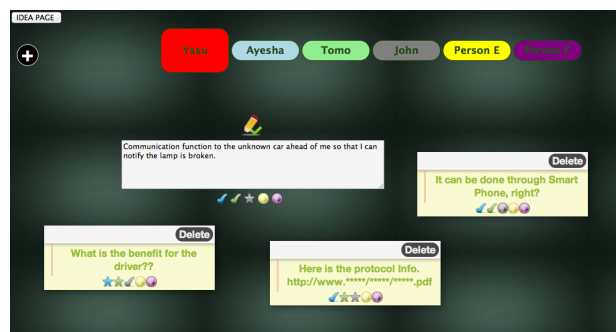 IDEA PAGE
Yasu
Ayesha
Tomo
John
Person E
Person F
Communication function to the unknown car ahead of me so that I can
notify the lamp is broken.
Delete
It can be done through Smart
Phone, right?
Delete
What is the benefit for the
driver??
Delete
Here is the protocol Info.
http://www.*****/*****/*****.pdf